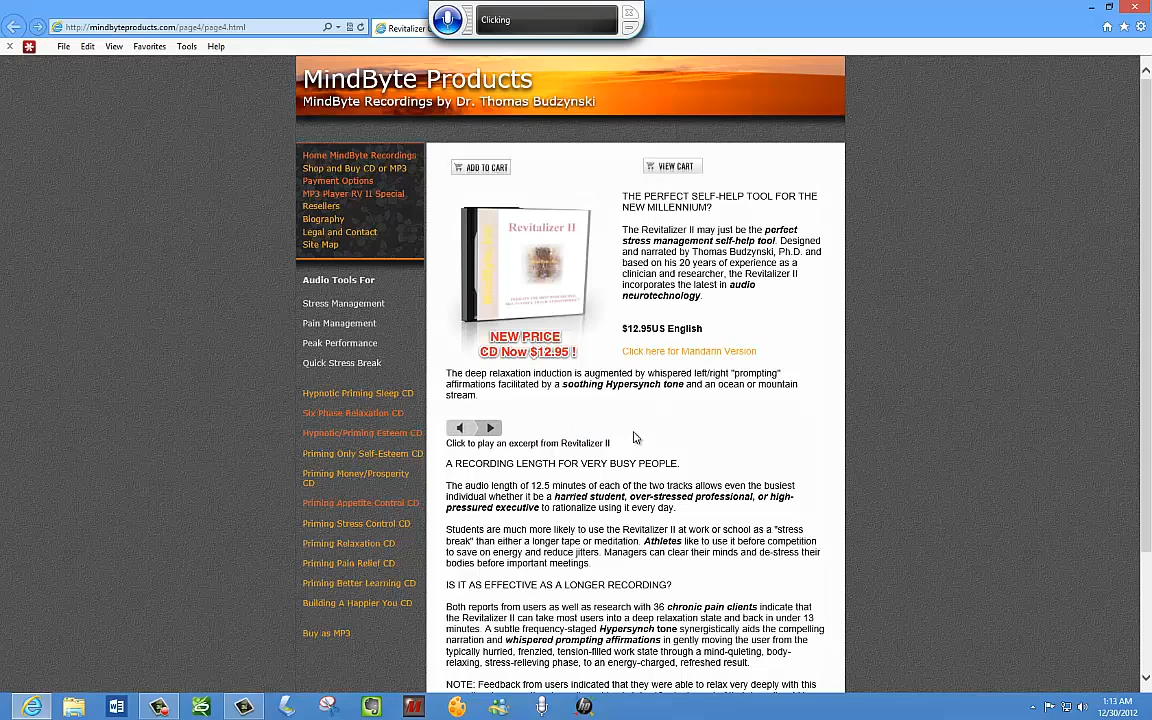 http://mindbyteproducts.com/page4/page4.html
Revitalizer
Clicking
File Edit View Favorites Tools Help
MindByte Products
MindByte Recordings by Dr. Thomas Budzynski
Home MindByte Recordings
Shop and Buy CD or MP3
Payment Options
MP3 Player RV II Special
Resellers
Biography
Legal and Contact
Site Map
Audio Tools For
Stress Management
Pain Management
Peak Performance
Quick Stress Break
Hypnotic Priming Sleep CD
Six Phase Relaxation CD
Hypnotic/Priming Esteem CD
Priming Only Self-Esteem CD
Priming Money/Prosperity
CD
Priming Appetite Control CD
Priming Stress Control CD
Priming Relaxation CD
Priming Pain Relief CD
Priming Better Learning CD
Building A Happier You CD
Buy as MP3
ADD TO CART
VIEW CART
Revitalizer II
NEW PRICE
CD Now $12.95 !
THE PERFECT SELF-HELP TOOL FOR THE
NEW MILLENNIUM?
The Revitalizer II may just be the perfect
stress management self-help tool. Designed
and narrated by Thomas Budzynski, Ph.D. and
based on his 20 years of experience as a
clinician and researcher, the Revitalizer II
incorporates the latest in audio
neurotechnology.
$12.95US English
Click here for Mandarin Version
The deep relaxation induction is augmented by whispered left/right "prompting"
affirmations facilitated by a soothing Hypersynch tone and an ocean or mountain
stream.
Click to play an excerpt from Revitalizer II
A RECORDING LENGTH FOR VERY BUSY PEOPLE.
The audio length of 12.5 minutes of each of the two tracks allows even the busiest
individual whether it be a harried student, over-stressed professional, or high-
pressured executive to rationalize using it every day.
Students are much more likely to use the Revitalizer II at work or school as a "stress
break" than either a longer tape or meditation. Athletes like to use it before competition
to save on energy and reduce jitters. Managers can clear their minds and de-stress their
bodies before important meetings.
IS IT AS EFFECTIVE AS A LONGER RECORDING?
Both reports from users as well as research with 36 chronic pain clients indicate that
the Revitalizer II can take most users into a deep relaxation state and back in under 13
minutes. A subtle frequency-staged Hypersynch tone synergistically aids the compelling
narration and whispered prompting affirmations in gently moving the user from the
typically hurried, frenzied, tension-filled work state through a mind-quieting, body-
relaxing, stress-relieving phase, to an energy-charged, refreshed result.
NOTE: Feedback from users indicated that they were able to relax very deeply with this
1:13 AM
12/30/2012